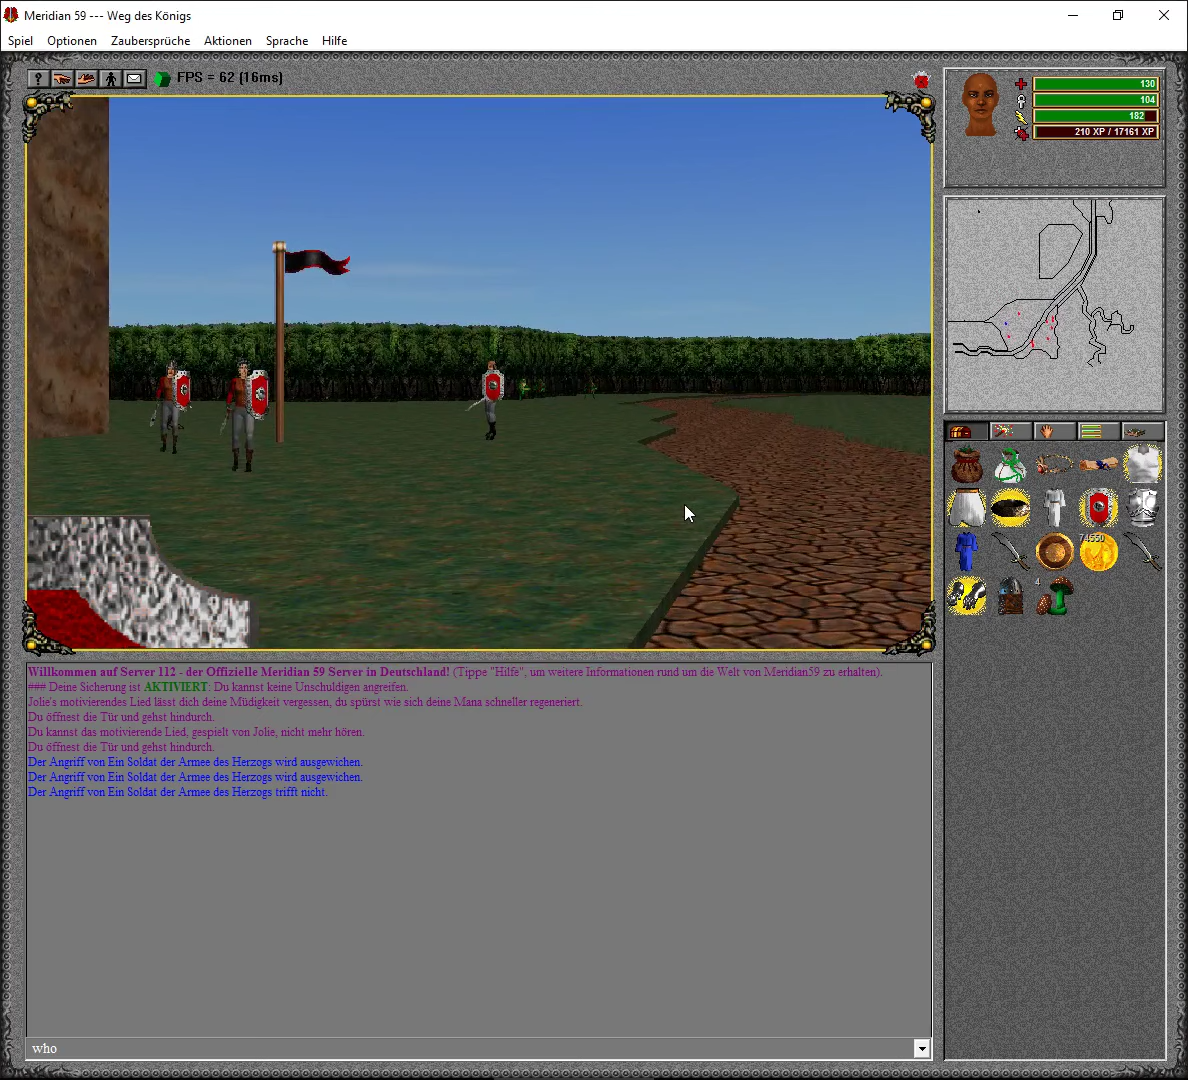 Meridian 59 --- Weg des Königs
Spiel Optionen Zaubersprüche Aktionen Sprache Hilfe
FPS = 62 (16ms)
130
104
182
210 XP / 17161 XP
74550
4
Willkommen auf Server 112 - der Offizielle Meridian 59 Server in Deutschland! (Tippe "Hilfe", um weitere Informationen rund um die Welt von Meridian59 zu erhalten).
### Deine Sicherung ist AKTIVIERT: Du kannst keine Unschuldigen angreifen.
Jolie's motivierendes Lied lässt dich deine Müdigkeit vergessen, du spürst wie sich deine Mana schneller regeneriert.
Du öffnest die Tür und gehst hindurch.
Du kannst das motivierende Lied, gespielt von Jolie, nicht mehr hören.
Du öffnest die Tür und gehst hindurch.
Der Angriff von Ein Soldat der Armee des Herzogs wird ausgewichen.
Der Angriff von Ein Soldat der Armee des Herzogs wird ausgewichen.
Der Angriff von Ein Soldat der Armee des Herzogs trifft nicht.
who